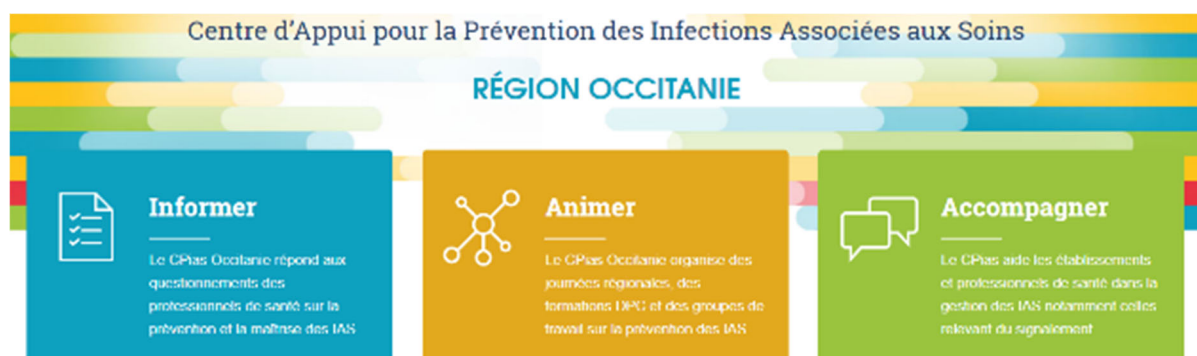 Centre d'Appui pour la Prévention des Infections Associées aux Soins
RÉGION OCCITANIE
Informer
Le CPias Occitanie répond aux
questionnements des
professionnels de santé sur la
prévention et la maîtrise des IAS
Animer
Le CPias Occitanie organise des
journées régionales, des
formations DPC et des groupes de
travail sur la prévention des IAS
Accompagner
Le CPias aide les établissements
et professionnels de santé dans la
gestion des IAS notamment celles
relevant du signalement